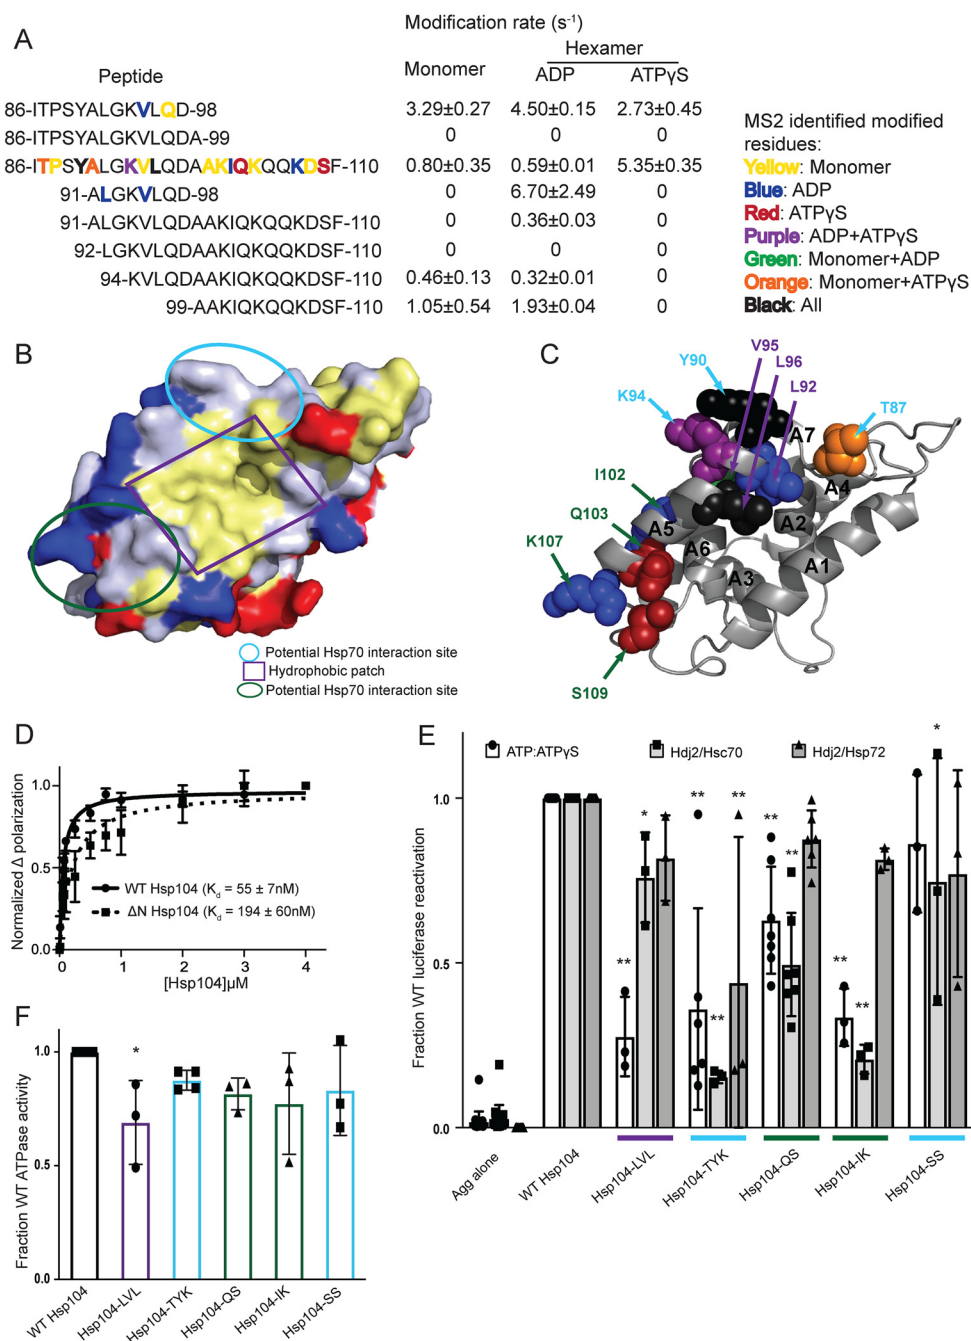 A
Modification rate (s-1)
Hexamer
Peptide Monomer ADP ATPγS
86-ITPSYALGKVLQD-98 3.29±0.27 4.50±0.15 2.73±0.45
86-ITPSYALGKVLQDA-99 0 0 0
86-ITPSYALGKVLQDAAKIQKQQKDSF-110 0.80±0.35 0.59±0.01 5.35±0.35
91-ALGKVLQD-98 0 6.70±2.49 0
91-ALGKVLQDAAKIQKQQKDSF-110 0 0.36±0.03 0
92-LGKVLQDAAKIQKQQKDSF-110 0 0 0
94-KVLQDAAKIQKQQKDSF-110 0.46±0.13 0.32±0.01 0
99-AAKIQKQQKDSF-110 1.05±0.54 1.93±0.04 0
MS2 identified modified
residues:
Yellow: Monomer
Blue: ADP
Red: ATPγS
Purple: ADP+ATPγS
Green: Monomer+ADP
Orange: Monomer+ATPγS
Black: All
B
Potential Hsp70 interaction site
Hydrophobic patch
Potential Hsp70 interaction site
C
V95
Y90
L96
K94
L92
T87
A7
A4
I102
A5
A2
Q103
A6
A1
K107
A3
S109
D
Normalized Δ polarization
1.0
0.5
0.0
WT Hsp104 (Kd = 55 ± 7nM)
ΔN Hsp104 (Kd = 194 ± 60nM)
0 1 2 3 4
[Hsp104]µM
E
ATP:ATPγS
Hdj2/Hsc70
Hdj2/Hsp72
Fraction WT luciferase reactivation
1.0
0.5
0.0
** * ** ** ** ** ** ** ** *
Agg alone
WT Hsp104
Hsp104-LVL
Hsp104-TYK
Hsp104-QS
Hsp104-IK
Hsp104-SS
F
Fraction WT ATPase activity
1.0
0.5
0.0
*
WT Hsp104
Hsp104-LVL
Hsp104-TYK
Hsp104-QS
Hsp104-IK
Hsp104-SS